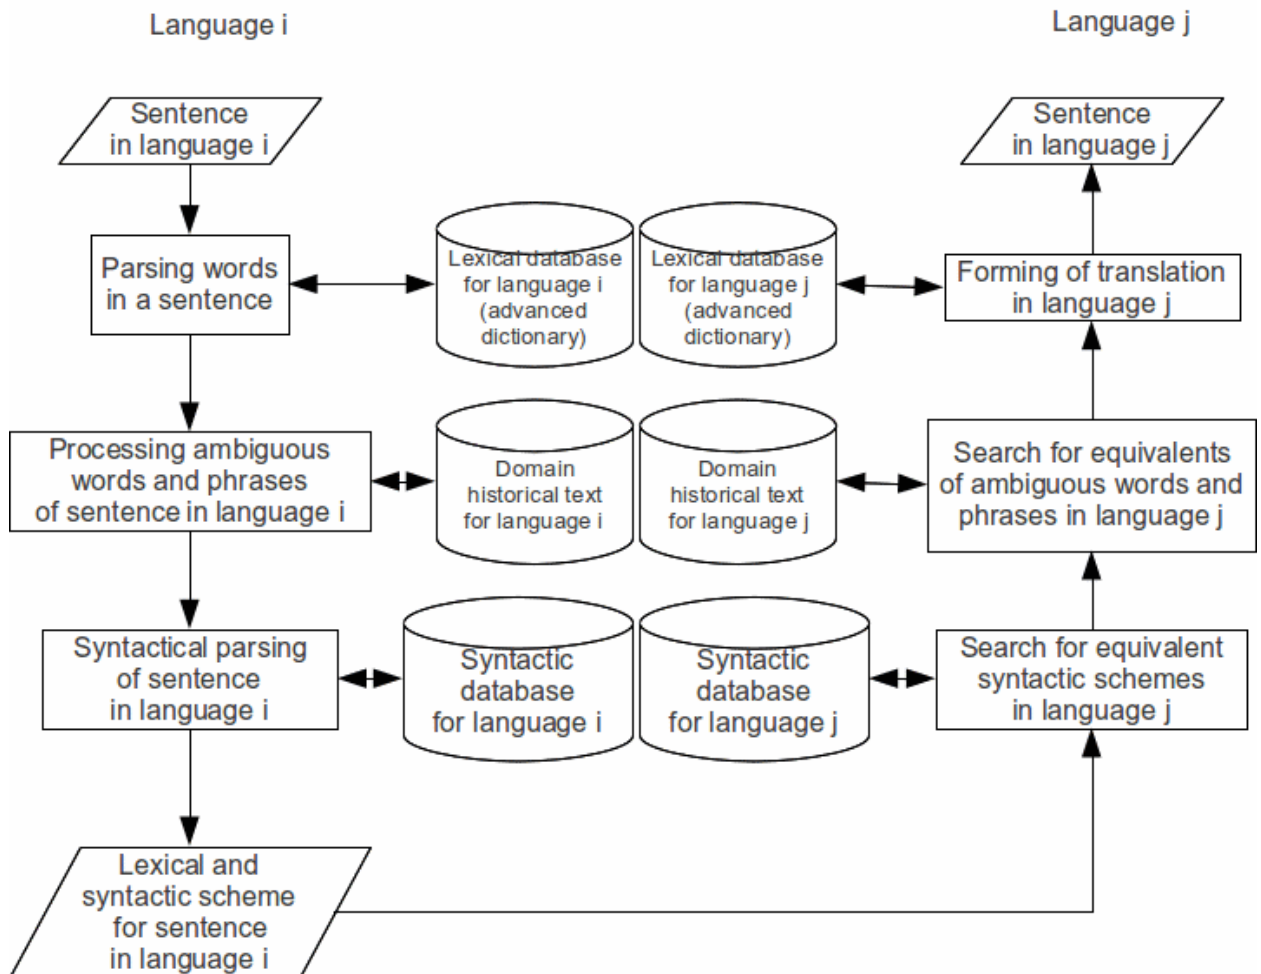 Language i
Language j
Sentence
in language i
Sentence
in language j
Parsing words
in a sentence
Lexical database
for language i
(advanced
dictionary)
Lexical database
for language j
(advanced
dictionary)
Forming of translation
in language j
Processing ambiguous
words and phrases
of sentence in language i
Domain
historical text
for language i
Domain
historical text
for language j
Search for equivalents
of ambiguous words and
phrases in language j
Syntactical parsing
of sentence
in language i
Syntactic
database
for language i
Syntactic
database
for language j
Search for equivalent
syntactic schemes
in language j
Lexical and
syntactic scheme
for sentence
in language i